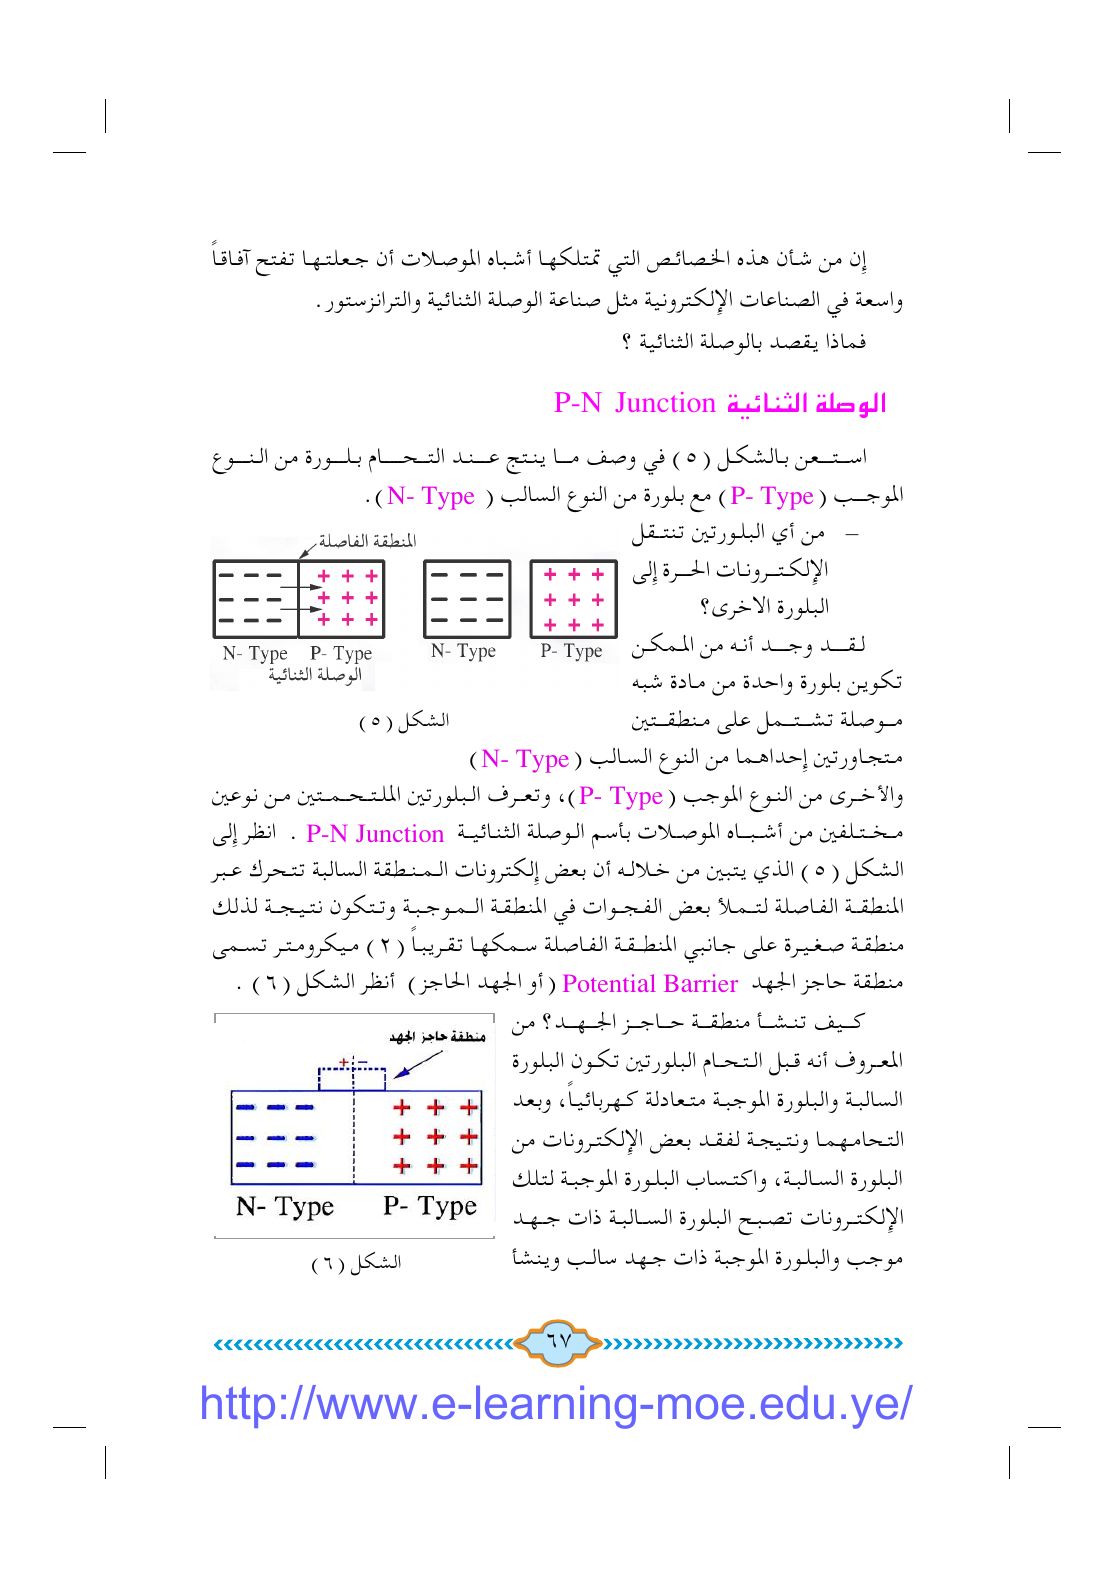 إن من شأن هذه الخصائص التي تمتلكها أشباه الموصلات أن جعلتها تفتح آفاقاً
واسعة في الصناعات الإلكترونية مثل صناعة الوصلة الثنائية والترانزستور .
فماذا يقصد بالوصلة الثنائية ؟
الوصلة الثنائية P-N Junction
استعن بالشكل ( ٥ ) في وصف ما ينتج عند التحام بلورة من النوع
الموجب ( P- Type ) مع بلورة من النوع السالب ( N- Type ) .
– من أي البلورتين تنتقل
الإلكترونات الحرة إلى
البلورة الاخرى؟
لقد وجد أنه من الممكن
تكوين بلورة واحدة من مادة شبه
موصلة تشتمل على منطقتين
متجاورتين إحداهما من النوع السالب ( N- Type )
المنطقة الفاصلة
N- Type P- Type
الوصلة الثنائية
N- Type
P- Type
الشكل ( ٥ )
والأخرى من النوع الموجب ( P- Type )، وتعرف البلورتين الملتحمتين من نوعين
مختلفين من أشباه الموصلات بأسم الوصلة الثنائية P-N Junction . انظر إلى
الشكل ( ٥ ) الذي يتبين من خلاله أن بعض إلكترونات المنطقة السالبة تتحرك عبر
المنطقة الفاصلة لتملأ بعض الفجوات في المنطقة الموجبة وتتكون نتيجة لذلك
منطقة صغيرة على جانبي المنطقة الفاصلة سمكها تقريباً ( ٢ ) ميكرومتر تسمى
منطقة حاجز الجهد Potential Barrier ( أو الجهد الحاجز ) أنظر الشكل ( ٦ ) .
كيف تنشأ منطقة حاجز الجهد؟ من
المعروف أنه قبل التحام البلورتين تكون البلورة
السالبة والبلورة الموجبة متعادلة كهربائياً، وبعد
التحامهما ونتيجة لفقد بعض الإلكترونات من
البلورة السالبة، واكتساب البلورة الموجبة لتلك
الإلكترونات تصبح البلورة السالبة ذات جهد
موجب والبلورة الموجبة ذات جهد سالب وينشأ
منطقة حاجز الجهد
+ –
N- Type P- Type
الشكل ( ٦ )
٦٧
http://www.e-learning-moe.edu.ye/